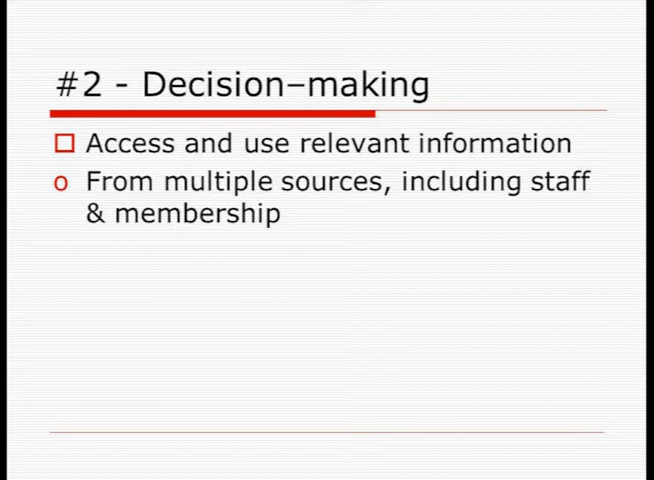 #2 - Decision–making
Access and use relevant information
o From multiple sources, including staff
& membership